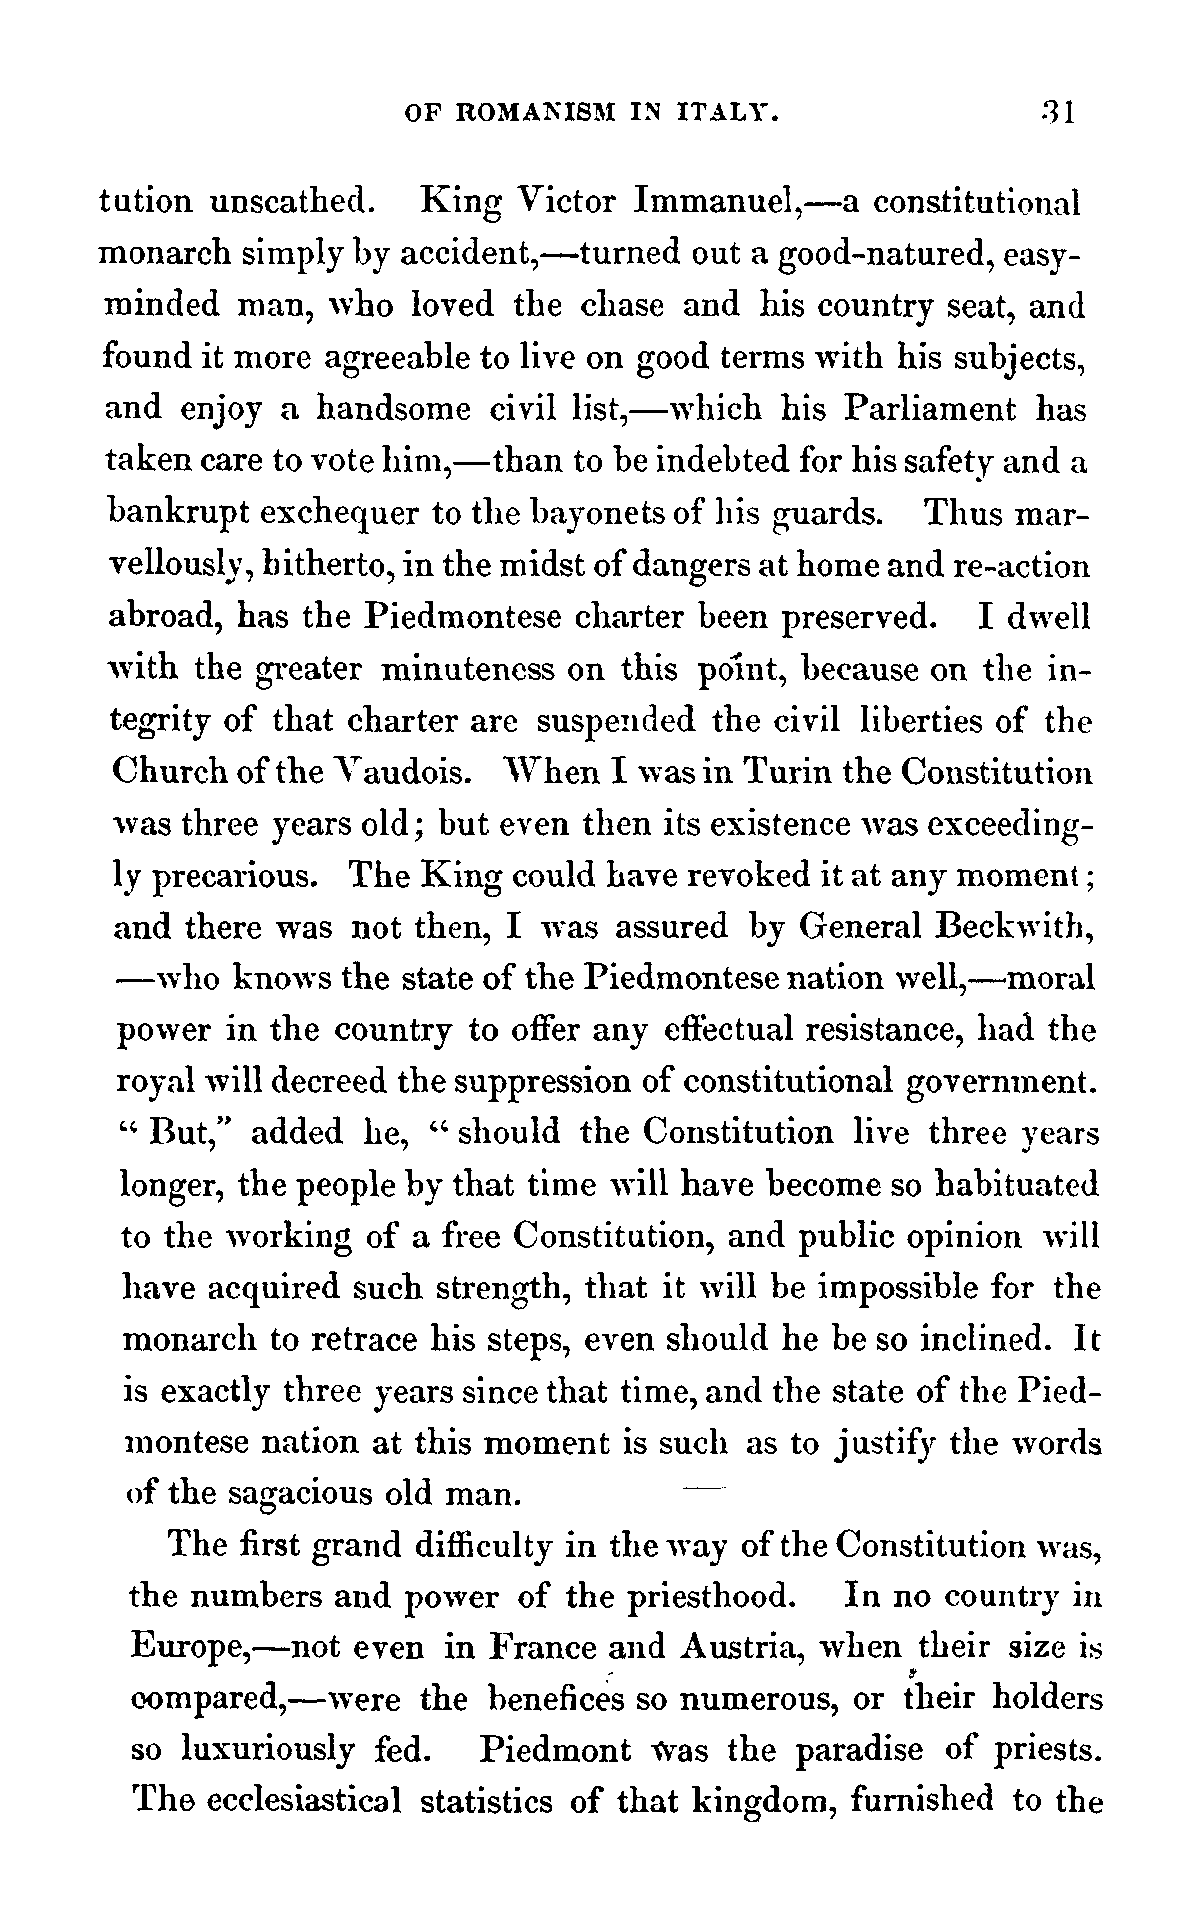 OF ROMANISM IN ITALY. 31
tution unscathed. King Victor Immanuel,—a constitutional
monarch simply by accident,—turned out a good-natured, easy-
minded man, who loved the chase and his country seat, and
found it more agreeable to live on good terms with his subjects,
and enjoy a handsome civil list,—which his Parliament has
taken care to vote him,—than to be indebted for his safety and a
bankrupt exchequer to the bayonets of his guards. Thus mar-
vellously, hitherto, in the midst of dangers at home and re-action
abroad, has the Piedmontese charter been preserved. I dwell
with the greater minuteness on this point, because on the in-
tegrity of that charter are suspended the civil liberties of the
Church of the Vaudois. When I was in Turin the Constitution
was three years old; but even then its existence was exceeding-
ly precarious. The King could have revoked it at any moment;
and there was not then, I was assured by General Beckwith,
—who knows the state of the Piedmontese nation well,—moral
power in the country to offer any effectual resistance, had the
royal will decreed the suppression of constitutional government.
“But,” added he, “should the Constitution live three years
longer, the people by that time will have become so habituated
to the working of a free Constitution, and public opinion will
have acquired such strength, that it will be impossible for the
monarch to retrace his steps, even should he be so inclined. It
is exactly three years since that time, and the state of the Pied-
montese nation at this moment is such as to justify the words
of the sagacious old man.
The first grand difficulty in the way of the Constitution was,
the numbers and power of the priesthood. In no country in
Europe,—not even in France and Austria, when their size is
compared,—were the benefices so numerous, or their holders
so luxuriously fed. Piedmont was the paradise of priests.
The ecclesiastical statistics of that kingdom, furnished to the